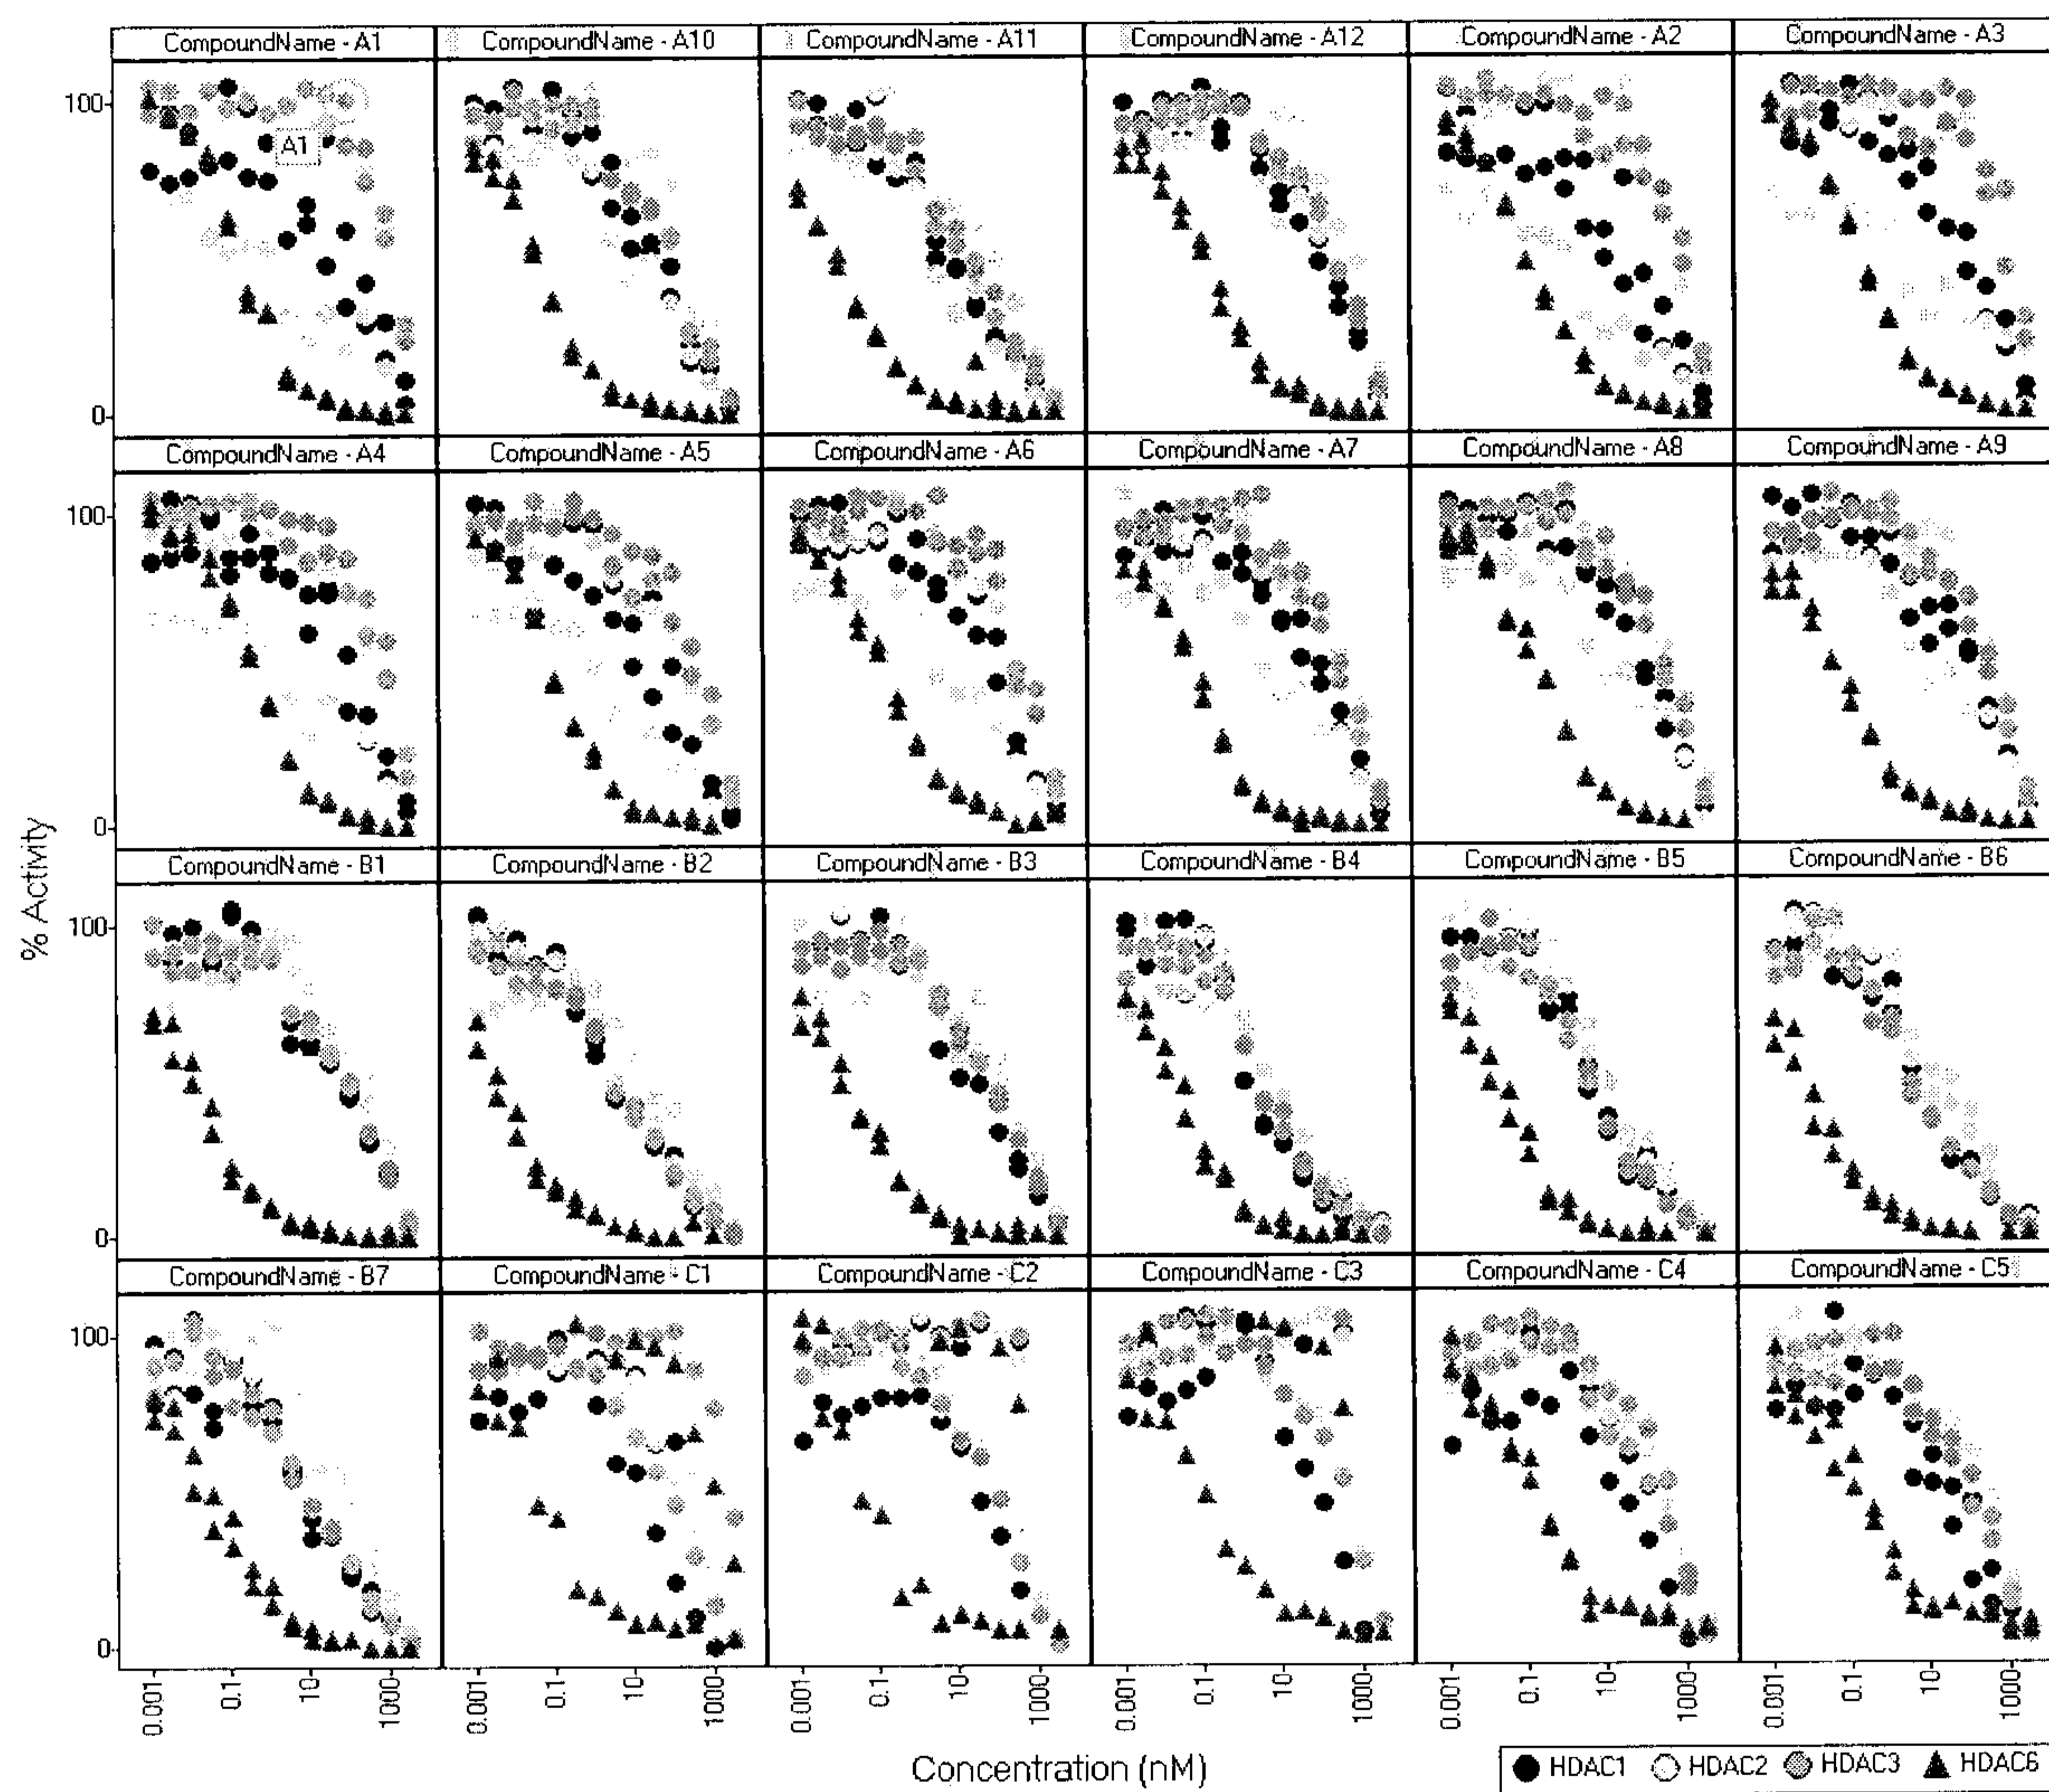 CompoundName - A1 CompoundName - A10 CompoundName - A11 CompoundName - A12 CompoundName - A2 CompoundName - A3
100
A1
0
CompoundName - A4 CompoundName - A5 CompoundName - A6 CompoundName - A7 CompoundName - A8 CompoundName - A9
100
0
% Activity
CompoundName - B1 CompoundName - B2 CompoundName - B3 CompoundName - B4 CompoundName - B5 CompoundName - B6
100
0
CompoundName - B7 CompoundName - C1 CompoundName - C2 CompoundName - C3 CompoundName - C4 CompoundName - C5
100
0
0.001 0.1 10 1000 0.001 0.1 10 1000 0.001 0.1 10 1000 0.001 0.1 10 1000 0.001 0.1 10 1000 0.001 0.1 10 1000
Concentration (nM)
HDAC1 HDAC2 HDAC3 HDAC6